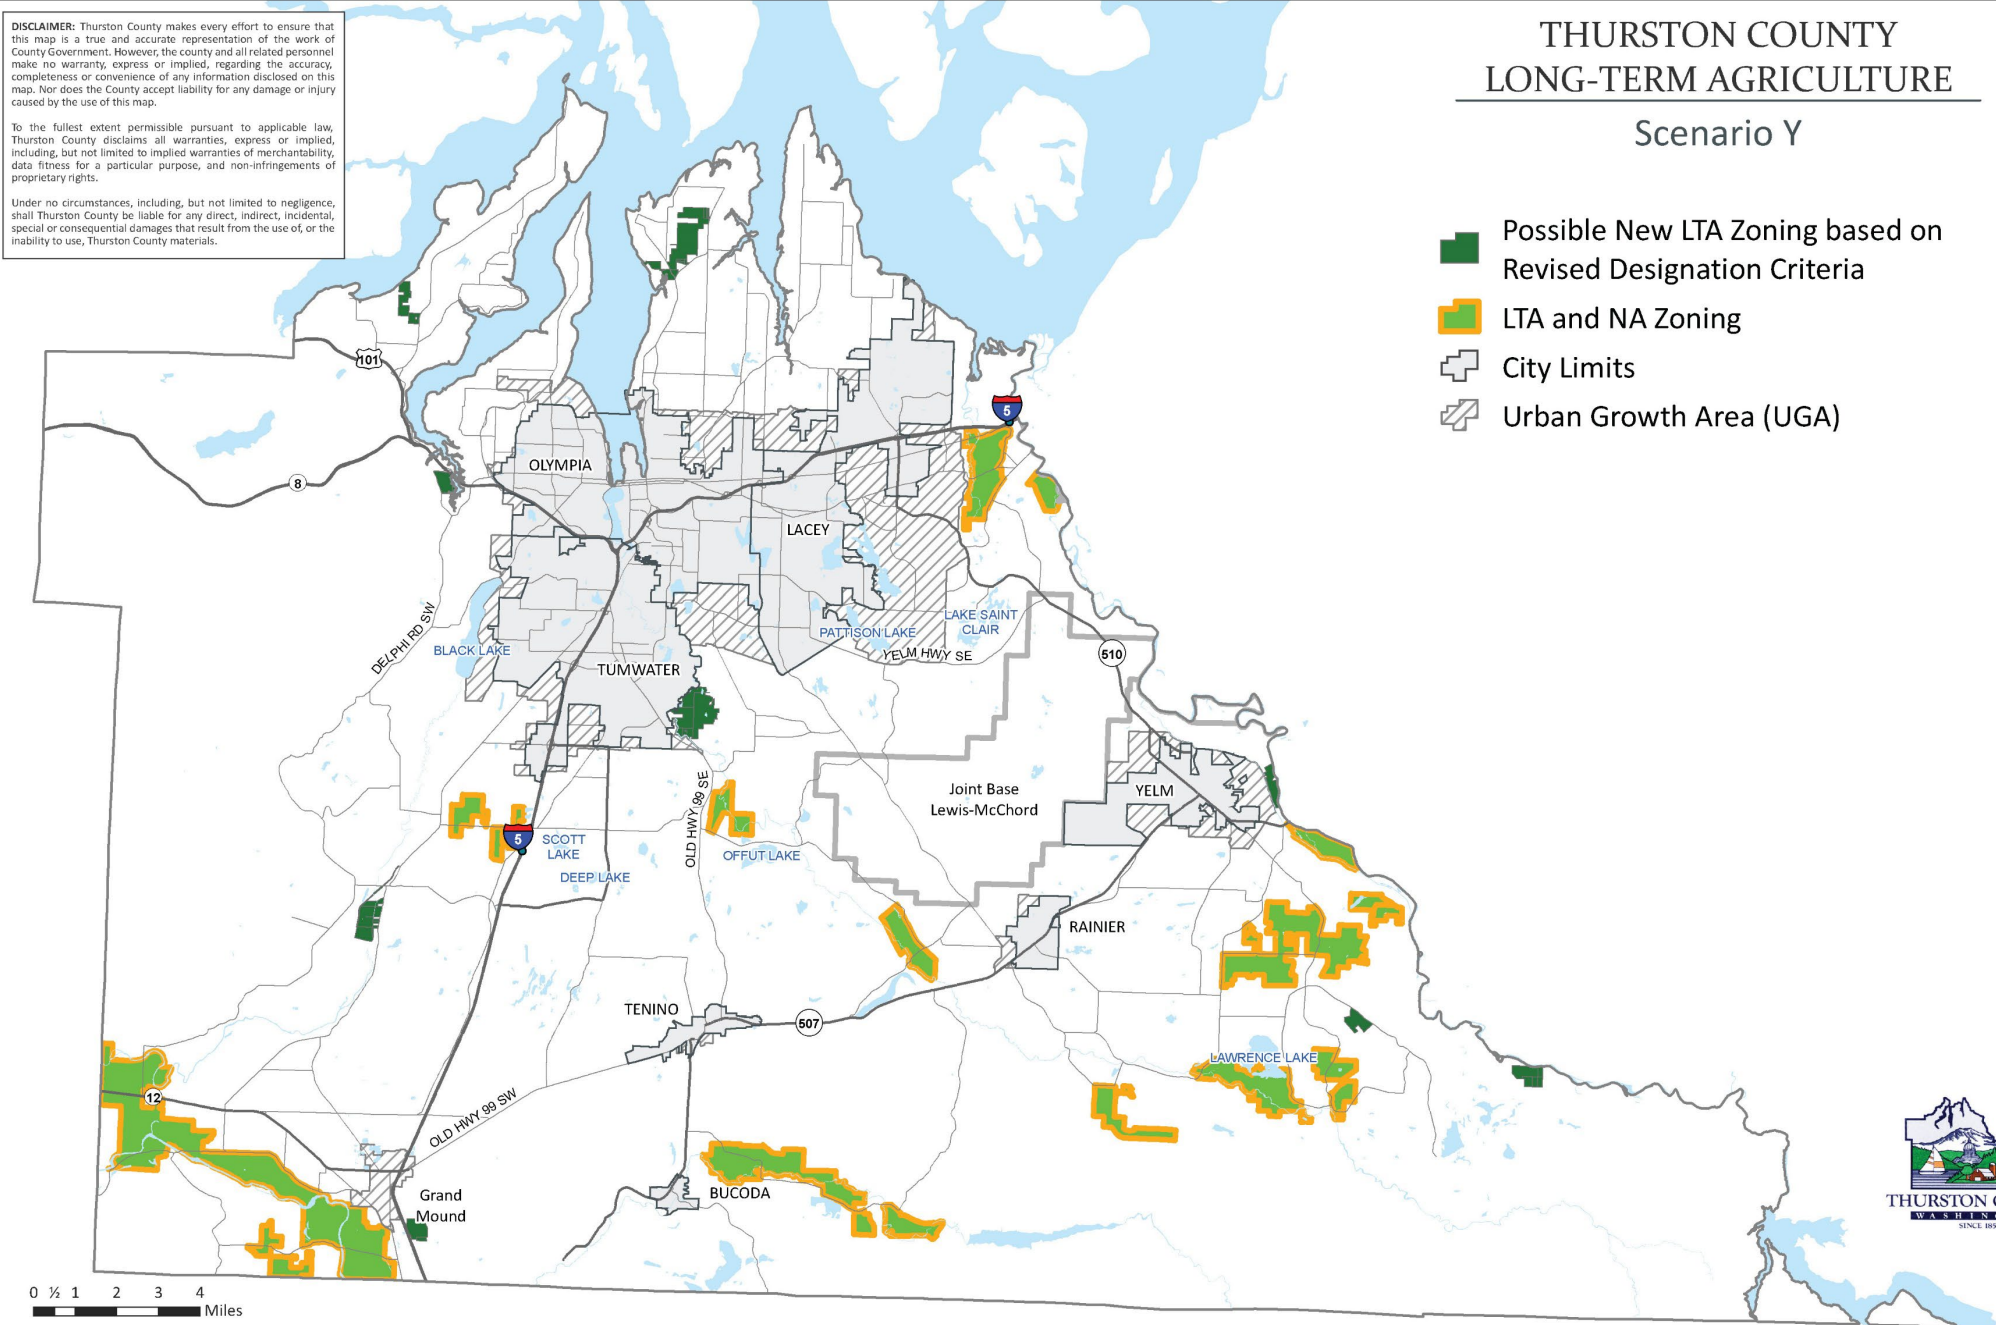 DISCLAIMER: Thurston County makes every effort to ensure that
this map is a true and accurate representation of the work of
County Government. However, the county and all related personnel
make no warranty, express or implied, regarding the accuracy,
completeness or convenience of any information disclosed on this
map. Nor does the County accept liability for any damage or injury
caused by the use of this map.
To the fullest extent permissible pursuant to applicable law,
Thurston County disclaims all warranties, express or implied,
including, but not limited to implied warranties of merchantability,
data fitness for a particular purpose, and non-infringements of
proprietary rights.
Under no circumstances, including, but not limited to negligence,
shall Thurston County be liable for any direct, indirect, incidental,
special or consequential damages that result from the use of, or the
inability to use, Thurston County materials.
THURSTON COUNTY
LONG-TERM AGRICULTURE
Scenario Y
Possible New LTA Zoning based on
Revised Designation Criteria
LTA and NA Zoning
City Limits
Urban Growth Area (UGA)
101
5
8
OLYMPIA
LACEY
DELPHI RD SW
BLACK LAKE
TUMWATER
PATTISON LAKE
LAKE SAINT
CLAIR
YELM HWY SE
510
Joint Base
Lewis-McChord
YELM
OLD HWY 99 SE
5
SCOTT
LAKE
DEEP LAKE
OFFUT LAKE
RAINIER
TENINO
507
LAWRENCE LAKE
12
OLD HWY 99 SW
Grand
Mound
BUCODA
THURSTON C
WASHIN
SINCE 185
0 ½ 1 2 3 4
Miles